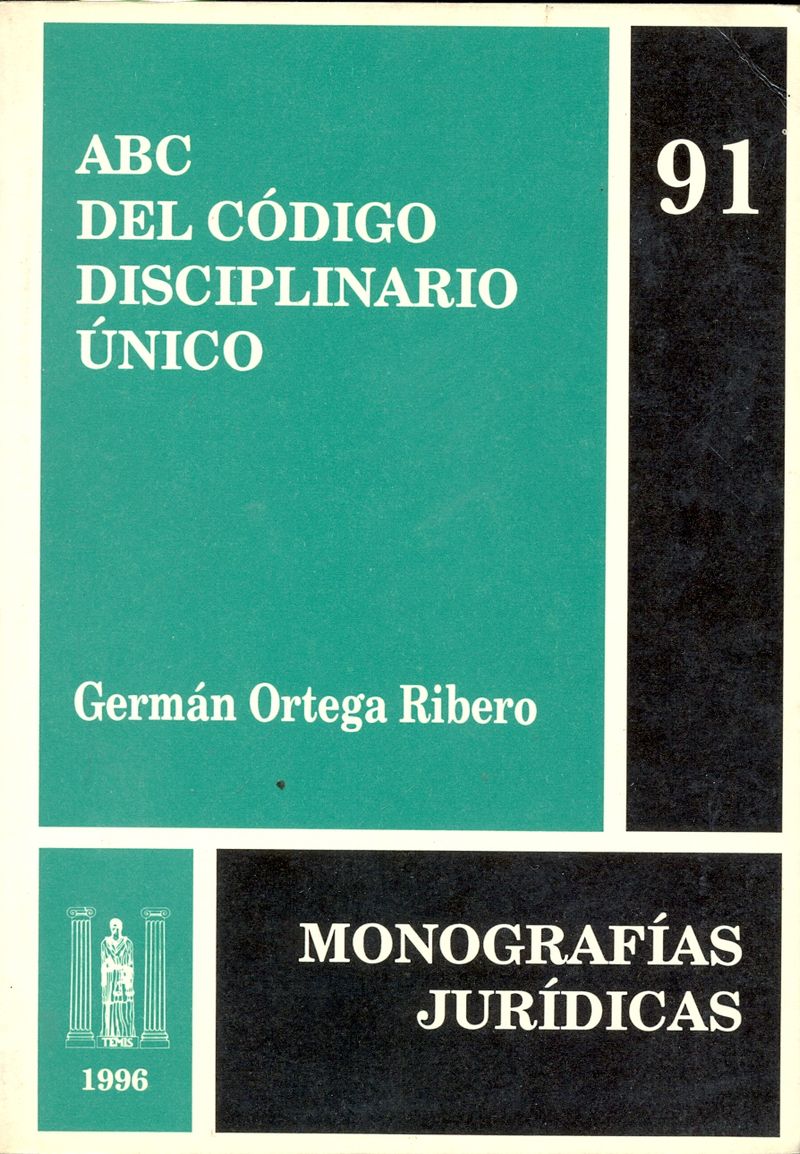 ABC
DEL CÓDIGO
DISCIPLINARIO
ÚNICO
91
Germán Ortega Ribero
TEMIS
1996
MONOGRAFÍAS
JURÍDICAS